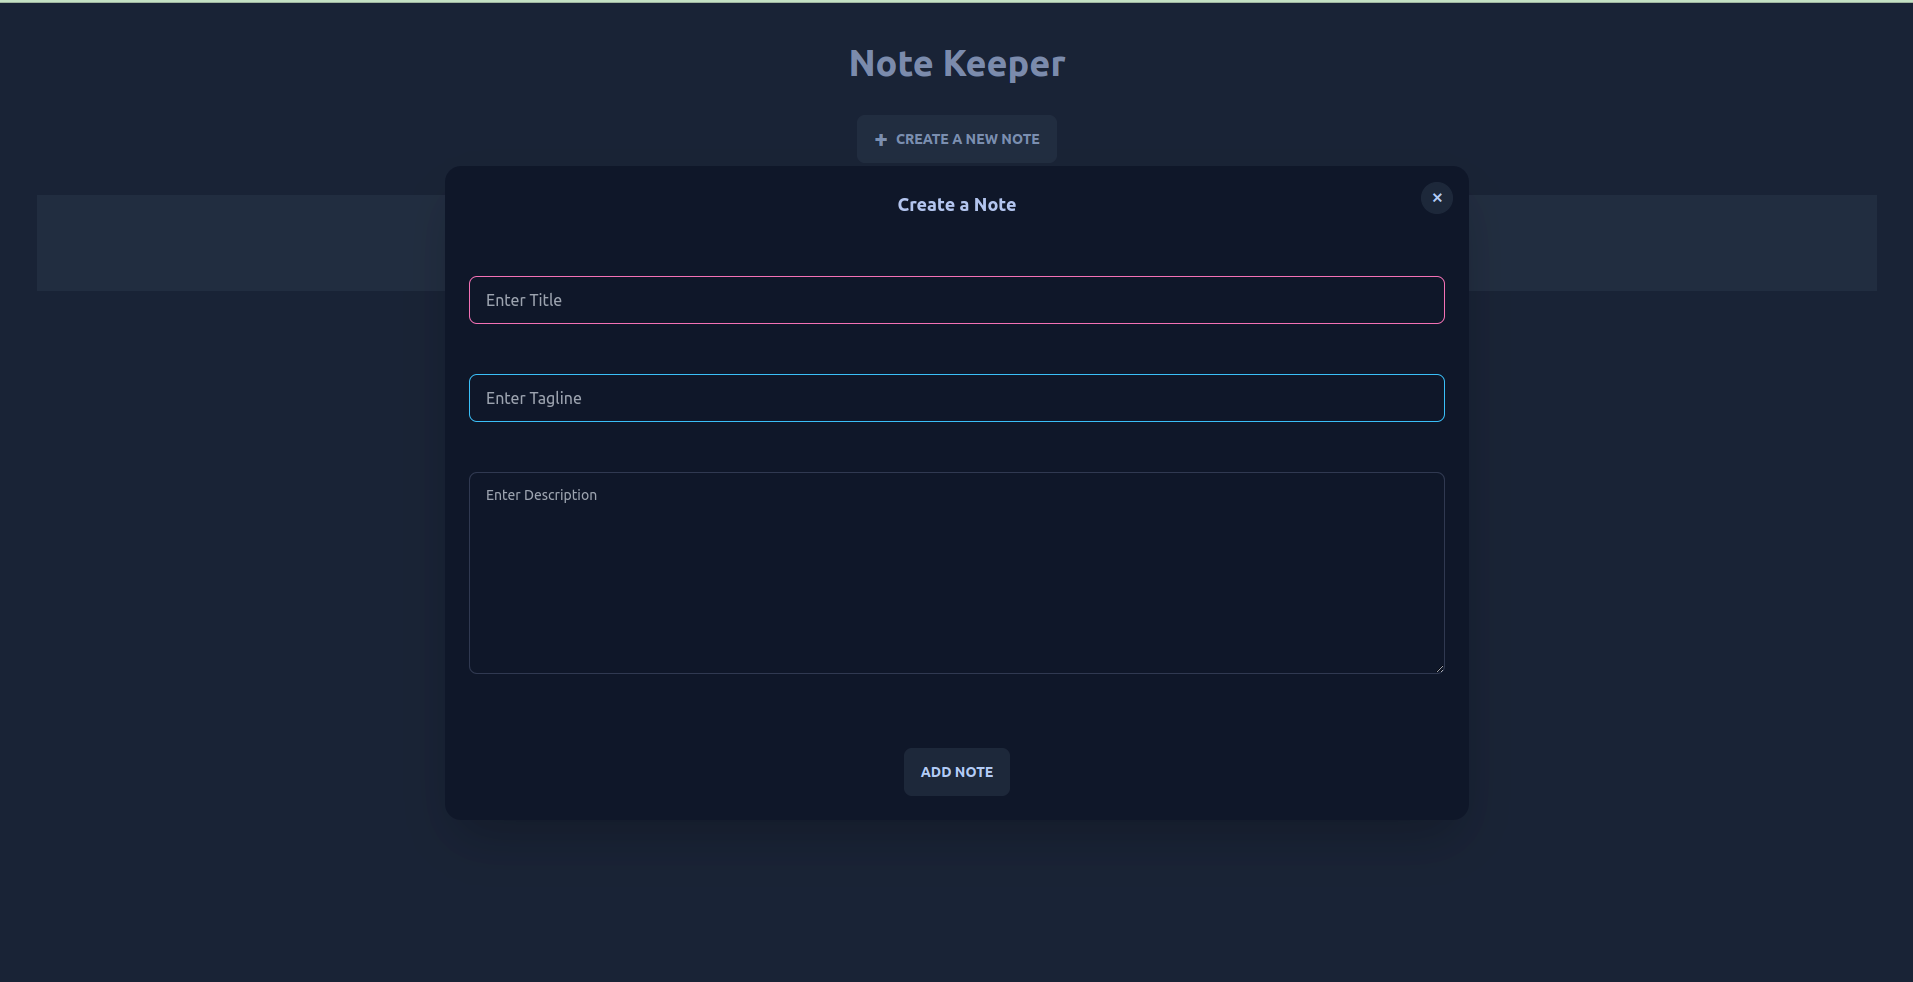 Note Keeper
+ CREATE A NEW NOTE
Create a Note
×
Enter Title
Enter Tagline
Enter Description
ADD NOTE